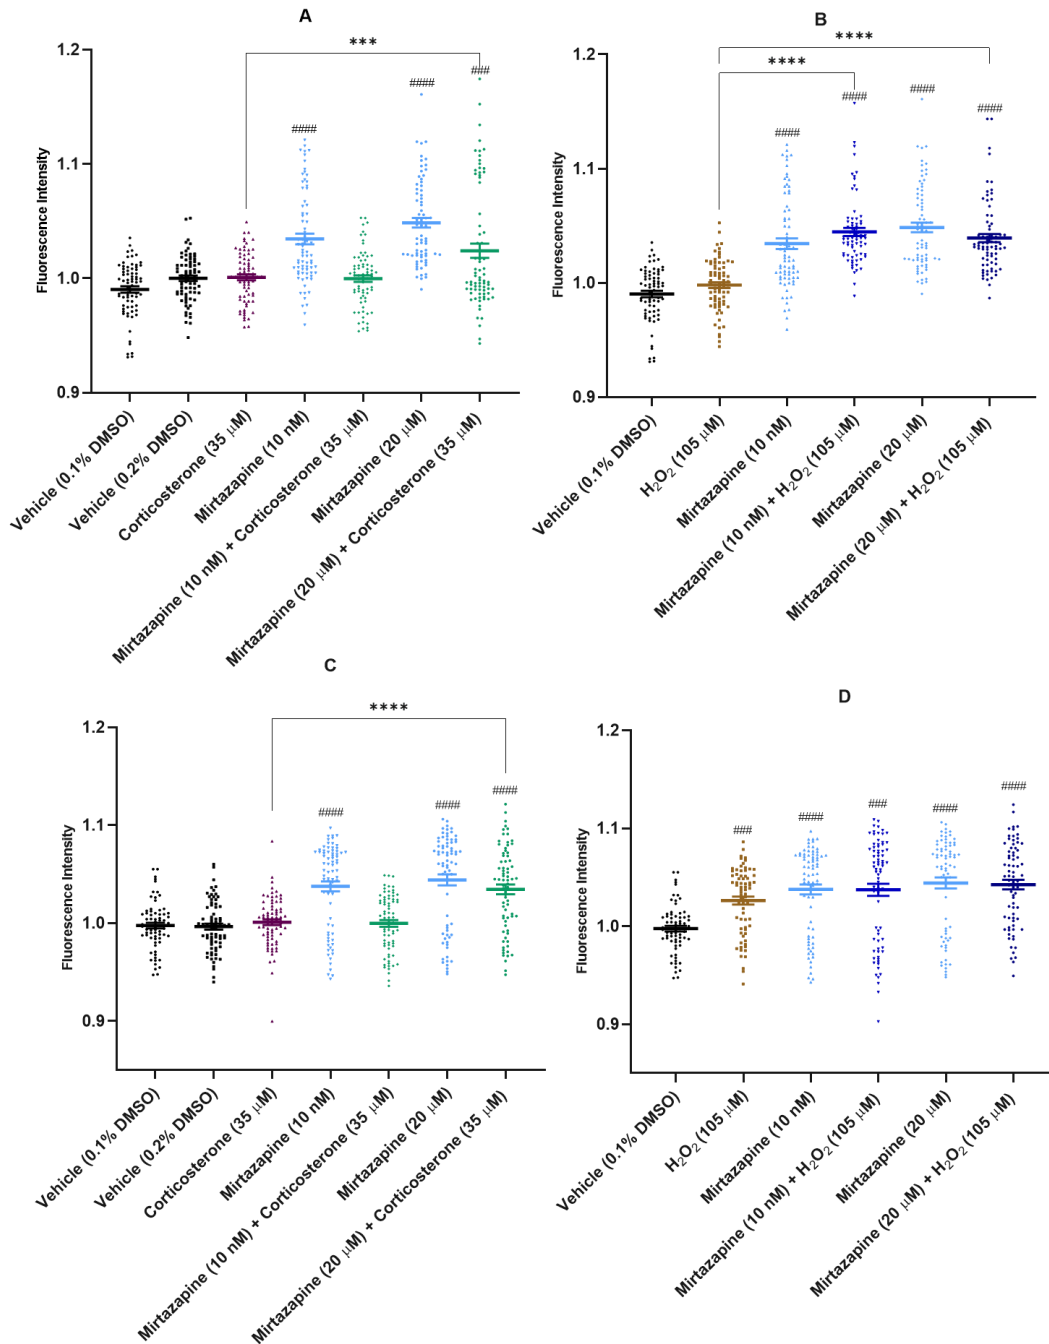 A
1.2
1.1
1.0
0.9
Fluorescence Intensity
***
####
####
###
Vehicle (0.1% DMSO)
Vehicle (0.2% DMSO)
Corticosterone (35 μM)
Mirtazapine (10 nM)
Mirtazapine (10 nM) + Corticosterone (35 μM)
Mirtazapine (20 μM)
Mirtazapine (20 μM) + Corticosterone (35 μM)
B
1.2
1.1
1.0
0.9
Fluorescence Intensity
****
****
####
####
####
####
Vehicle (0.1% DMSO)
H₂O₂ (105 μM)
Mirtazapine (10 nM)
Mirtazapine (10 nM) + H₂O₂ (105 μM)
Mirtazapine (20 μM)
Mirtazapine (20 μM) + H₂O₂ (105 μM)
C
1.2
1.1
1.0
0.9
Fluorescence Intensity
****
####
####
####
Vehicle (0.1% DMSO)
Vehicle (0.2% DMSO)
Corticosterone (35 μM)
Mirtazapine (10 nM)
Mirtazapine (10 nM) + Corticosterone (35 μM)
Mirtazapine (20 μM)
Mirtazapine (20 μM) + Corticosterone (35 μM)
D
1.2
1.1
1.0
0.9
Fluorescence Intensity
###
####
###
####
####
Vehicle (0.1% DMSO)
H₂O₂ (105 μM)
Mirtazapine (10 nM)
Mirtazapine (10 nM) + H₂O₂ (105 μM)
Mirtazapine (20 μM)
Mirtazapine (20 μM) + H₂O₂ (105 μM)